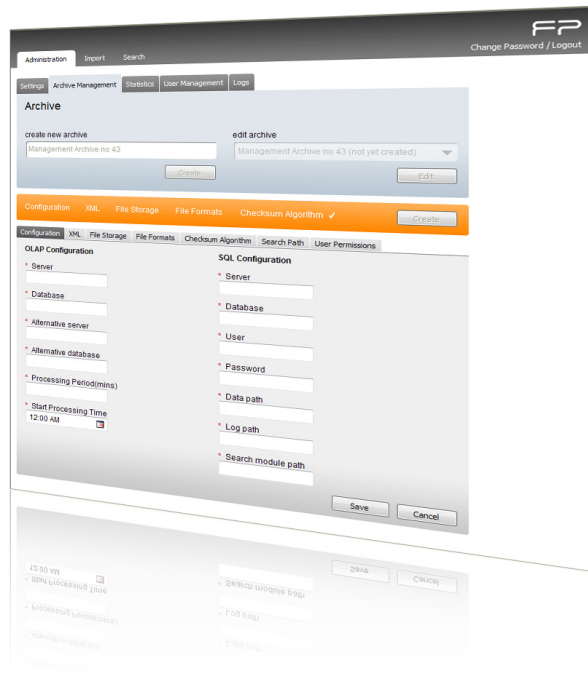 FP
Change Password / Logout
Administration Import Search
Settings Archive Management Statistics User Management Logs
Archive
create new archive edit archive
Management Archive no 43 Management Archive no 43 (not yet created)
Create Edit
Configuration XML File Storage File Formats Checksum Algorithm ✓ Create
Configuration XML File Storage File Formats Checksum Algorithm Search Path User Permissions
OLAP Configuration
* Server
* Database
* Alternative server
* Alternative database
* Processing Period(mins)
* Start Processing Time
12:00 AM
SQL Configuration
* Server
* Database
* User
* Password
* Data path
* Log path
* Search module path
Save Cancel